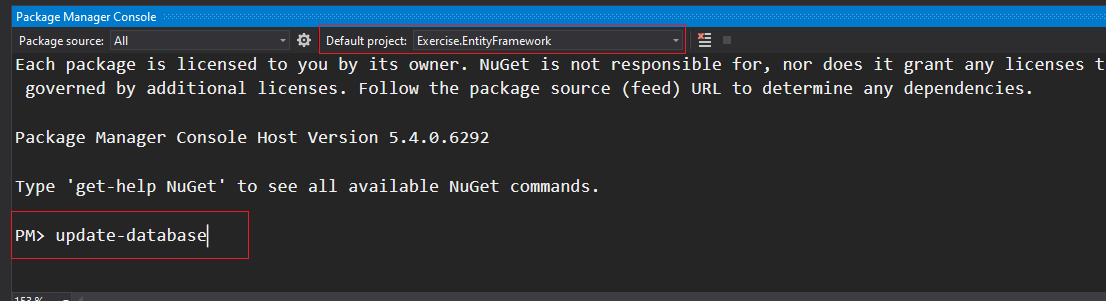 Package Manager Console
Package source: All Default project: Exercise.EntityFramework
Each package is licensed to you by its owner. NuGet is not responsible for, nor does it grant any licenses t
governed by additional licenses. Follow the package source (feed) URL to determine any dependencies.
Package Manager Console Host Version 5.4.0.6292
Type 'get-help NuGet' to see all available NuGet commands.
PM> update-database
153 %